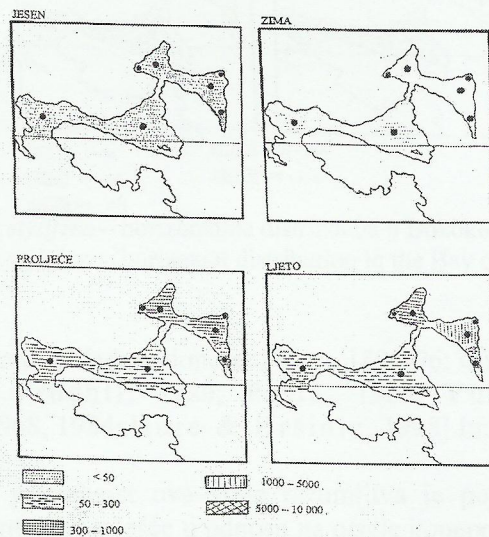 JESEN
ZIMA
PROLJEĆE
LJETO
< 50
50 – 300
300 – 1000
1000 – 5000
5000 – 10 000